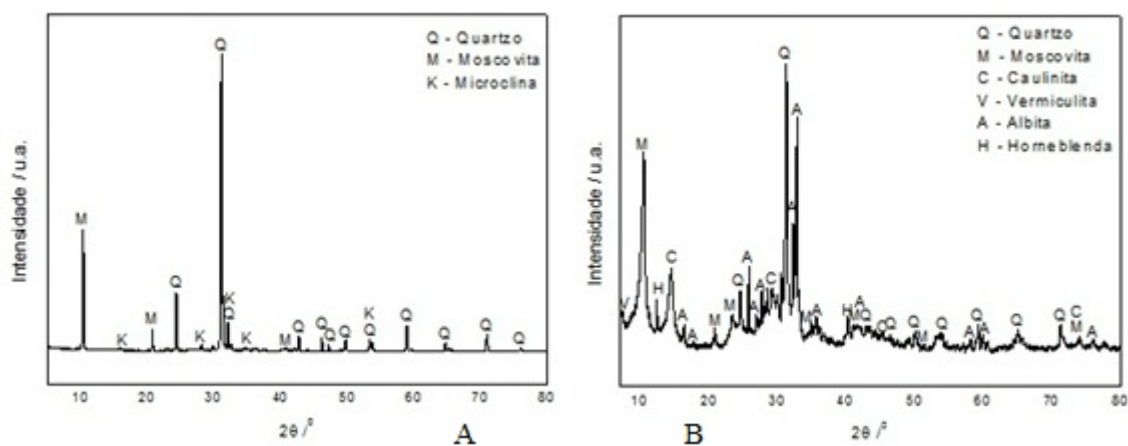 Q - Quartzo
M - Moscovita
K - Microclina
Intensidade / u.a.
Q
M
Q
M
K
K
K
Q
K
M
Q
Q
Q
Q
K
Q
Q
Q
Q
Q
10 20 30 40 50 60 70 80
2θ /°
A
Q - Quartzo
M - Moscovita
C - Caulinita
V - Vermiculita
A - Albita
H - Horneblenda
Intensidade / u.a.
Q
A
M
A
C
V
H
A
A
M
M
Q
A
A
A
C
M
A
H
M
A
Q
Q
Q
Q
M
Q
A
Q
A
Q
Q
C
M
A
10 20 30 40 50 60 70 80
2θ /°
B